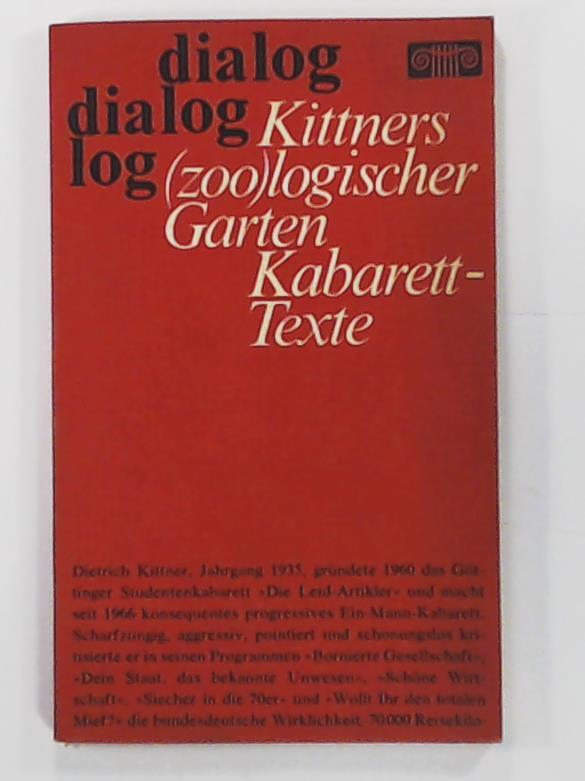 dialog
dialog
log
Kittners
(zoo)logischer
Garten
Kabarett-
Texte
Dietrich Kittner, Jahrgang 1935, gründete 1960 das Göt-
tinger Studentenkabarett »Die Leid-Artikler« und macht
seit 1966 konsequentes progressives Ein-Mann-Kabarett.
Scharfzüngig, aggressiv, pointiert und schonungslos kri-
tisierte er in seinen Programmen »Bornierte Gesellschaft«,
»Dein Staat, das bekannte Unwesen«, »Schöne Wirt-
schaft«, »Siecher in die 70er« und »Wollt Ihr den totalen
Mief?« die bundesdeutsche Wirklichkeit. 70 000 Reisekilo-